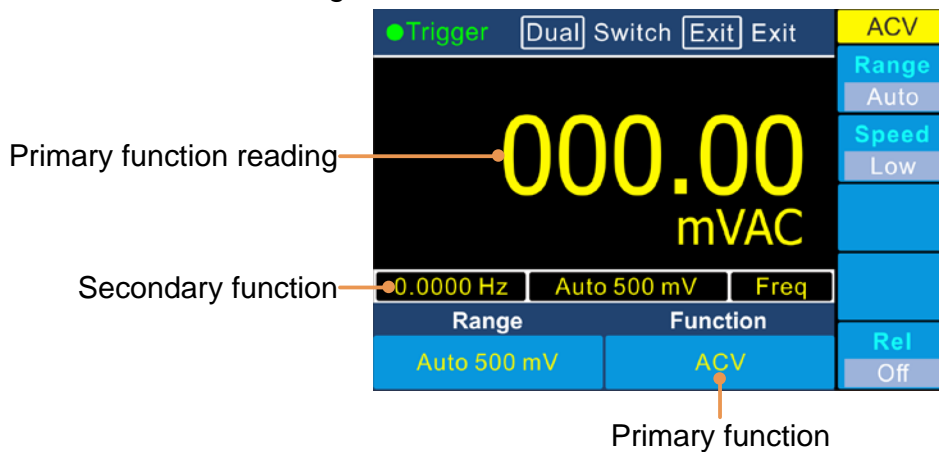 Trigger Dual Switch Exit Exit
ACV
Range
Auto
Speed
Low
Primary function reading
000.00
mVAC
Secondary function
0.0000 Hz Auto 500 mV Freq
Range Function
Auto 500 mV ACV
Rel
Off
Primary function